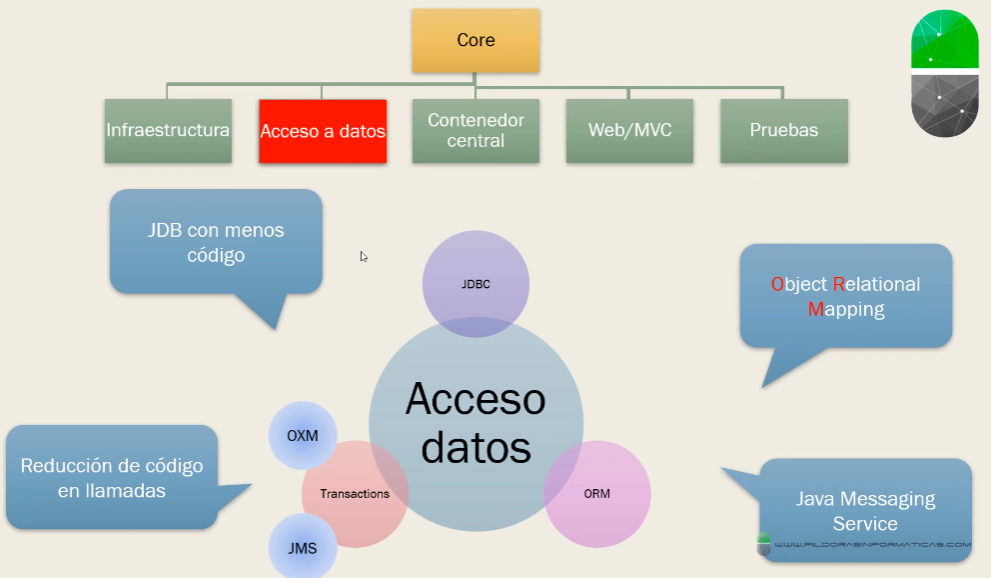 Core
Infraestructura
Acceso a datos
Contenedor
central
Web/MVC
Pruebas
JDB con menos
código
JDBC
Object Relational
Mapping
Acceso
datos
OXM
Transactions
JMS
ORM
Reducción de código
en llamadas
Java Messaging
Service
WWW.PILDORASINFORMATICAS.COM